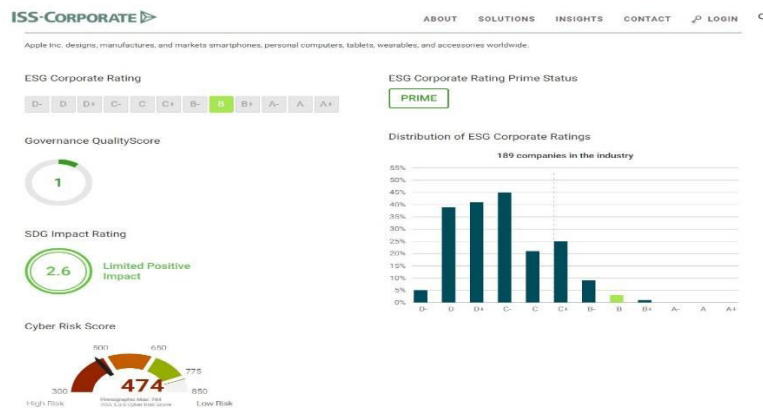 ISS-CORPORATE
ABOUT SOLUTIONS INSIGHTS CONTACT LOGIN
Apple Inc. designs, manufactures, and markets smartphones, personal computers, tablets, wearables, and accessories worldwide.
ESG Corporate Rating
D- D D+ C- C C+ B- B B+ A- A A+
Governance QualityScore
1
SDG Impact Rating
2.6
Limited Positive
Impact
Cyber Risk Score
500 650
775
300 474 850
High Risk Low Risk
ESG Corporate Rating Prime Status
PRIME
Distribution of ESG Corporate Ratings
189 companies in the industry
55%
50%
45%
40%
35%
30%
25%
20%
15%
10%
5%
0%
D- D D+ C- C C+ B- B B+ A- A A+